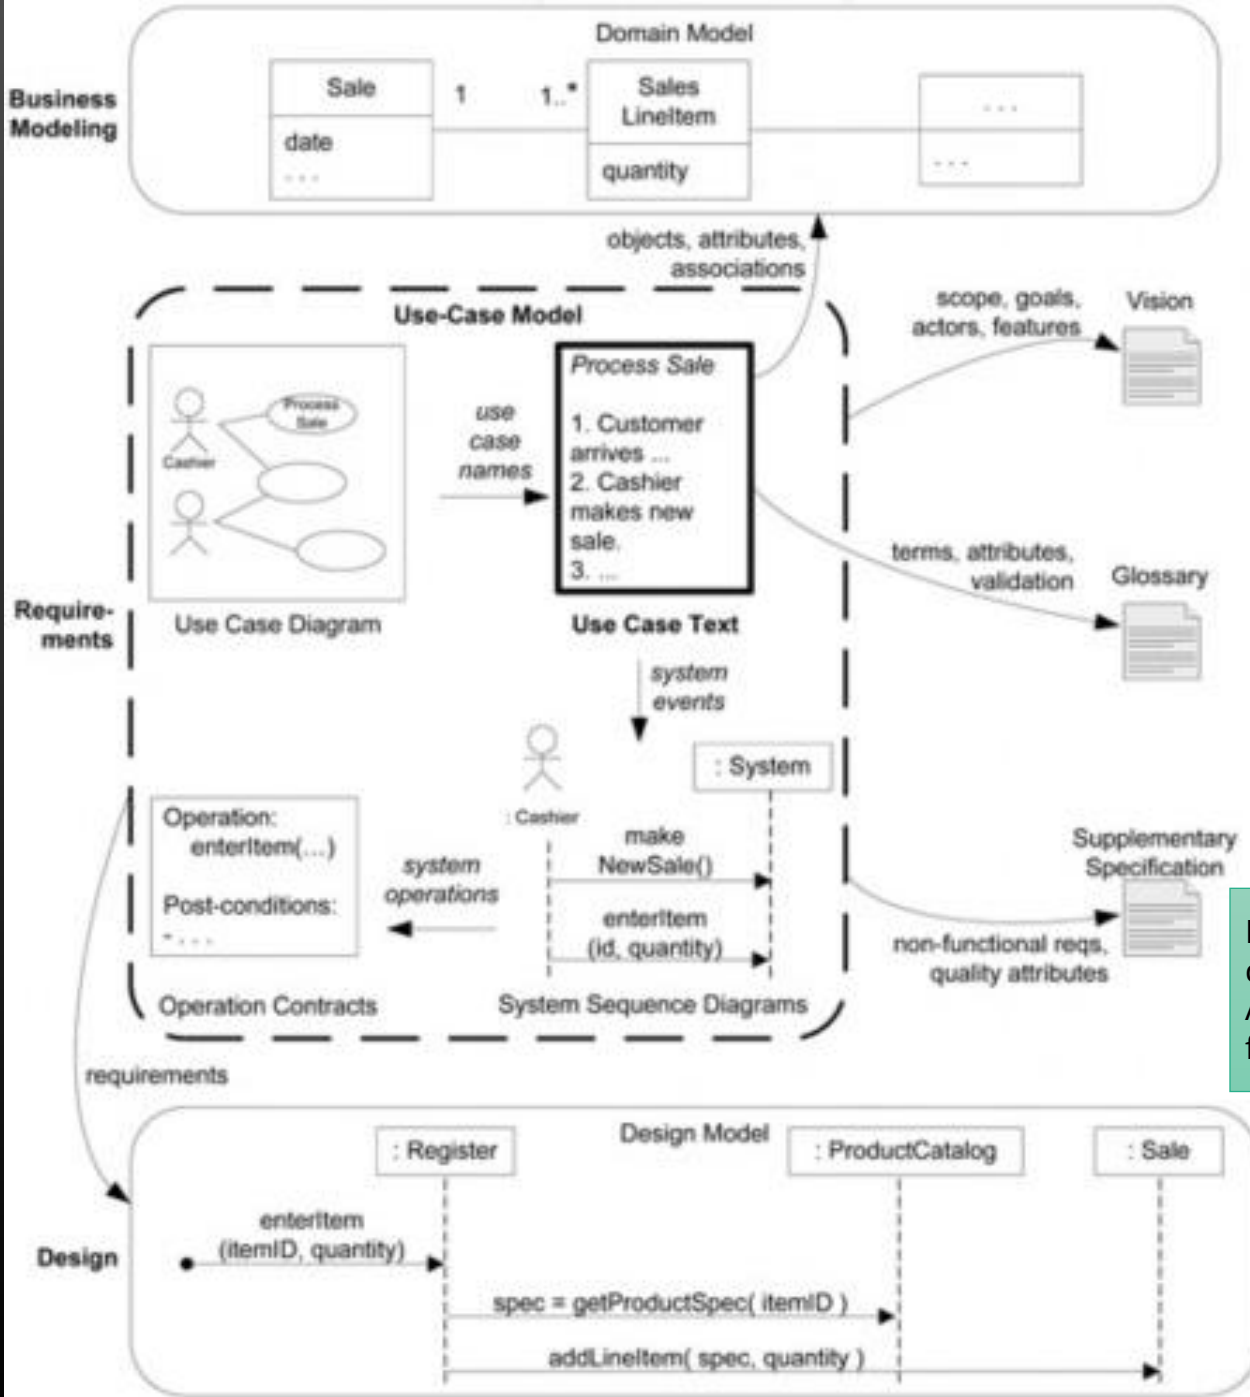 Domain Model
Business
Modeling
Sale
1
1..*
Sales
LineItem
. . .
date
. . .
quantity
. . .
objects, attributes,
associations
Use-Case Model
scope, goals,
actors, features
Vision
Process
Sale
Cashier
use
case
names
Process Sale
1. Customer
arrives ...
2. Cashier
makes new
sale.
3. ...
terms, attributes,
validation
Glossary
Require-
ments
Use Case Diagram
Use Case Text
system
events
: System
: Cashier
Operation:
enterItem(...)
Post-conditions:
- . . .
system
operations
make
NewSale()
enterItem
(id, quantity)
Supplementary
Specification
non-functional reqs,
quality attributes
Operation Contracts
System Sequence Diagrams
requirements
Design Model
: Register
: ProductCatalog
: Sale
enterItem
(itemID, quantity)
Design
spec = getProductSpec( itemID )
addLineItem( spec, quantity )